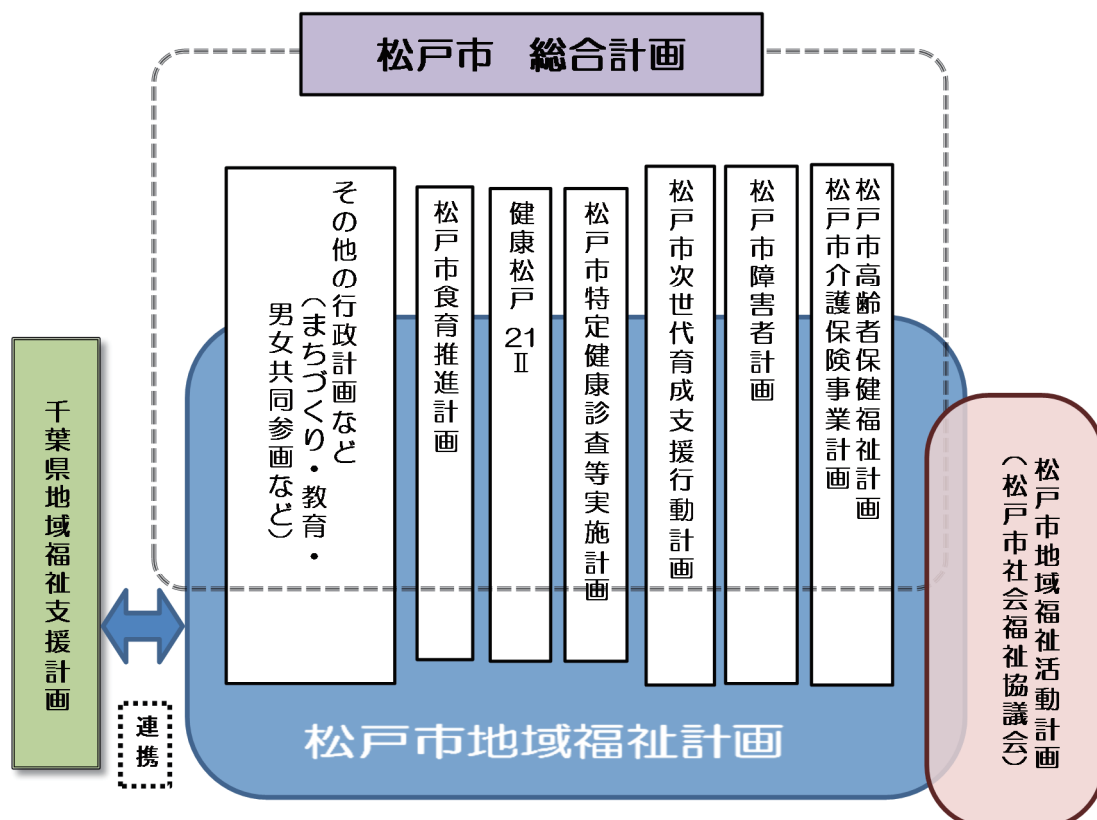 松戸市 総合計画
松戸市高齢者保健福祉計画
松戸市介護保険事業計画
松戸市障害者計画
松戸市次世代育成支援行動計画
松戸市特定健康診査等実施計画
健康松戸21Ⅱ
松戸市食育推進計画
その他の行政計画など
(まちづくり・教育・
男女共同参画など)
千葉県地域福祉支援計画
連携
松戸市地域福祉計画
松戸市地域福祉活動計画
(松戸市社会福祉協議会)